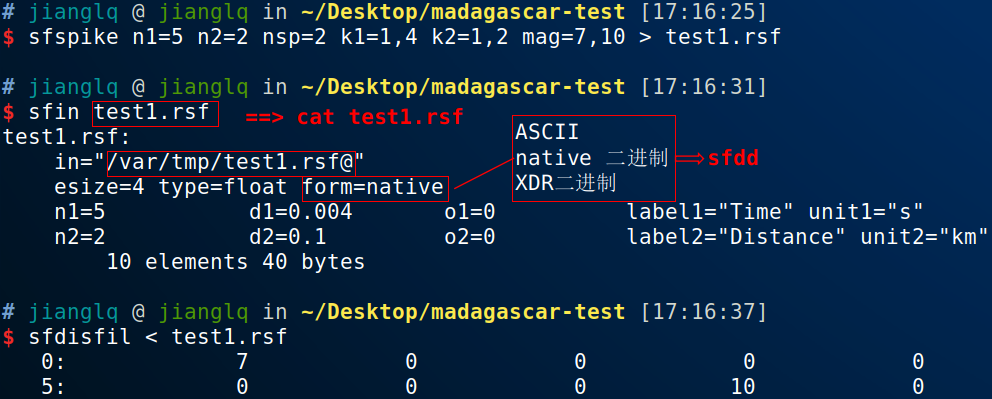 # jianglq @ jianglq in ~/Desktop/madagascar-test [17:16:25]
$ sfspike n1=5 n2=2 nsp=2 k1=1,4 k2=1,2 mag=7,10 > test1.rsf
# jianglq @ jianglq in ~/Desktop/madagascar-test [17:16:31]
$ sfin test1.rsf ==> cat test1.rsf
test1.rsf:
ASCII
in="/var/tmp/test1.rsf@"
native 二进制 ⟹sfdd
esize=4 type=float form=native
XDR二进制
n1=5 d1=0.004 o1=0 label1="Time" unit1="s"
n2=2 d2=0.1 o2=0 label2="Distance" unit2="km"
10 elements 40 bytes
# jianglq @ jianglq in ~/Desktop/madagascar-test [17:16:37]
$ sfdisfil < test1.rsf
0: 7 0 0 0 0
5: 0 0 0 10 0